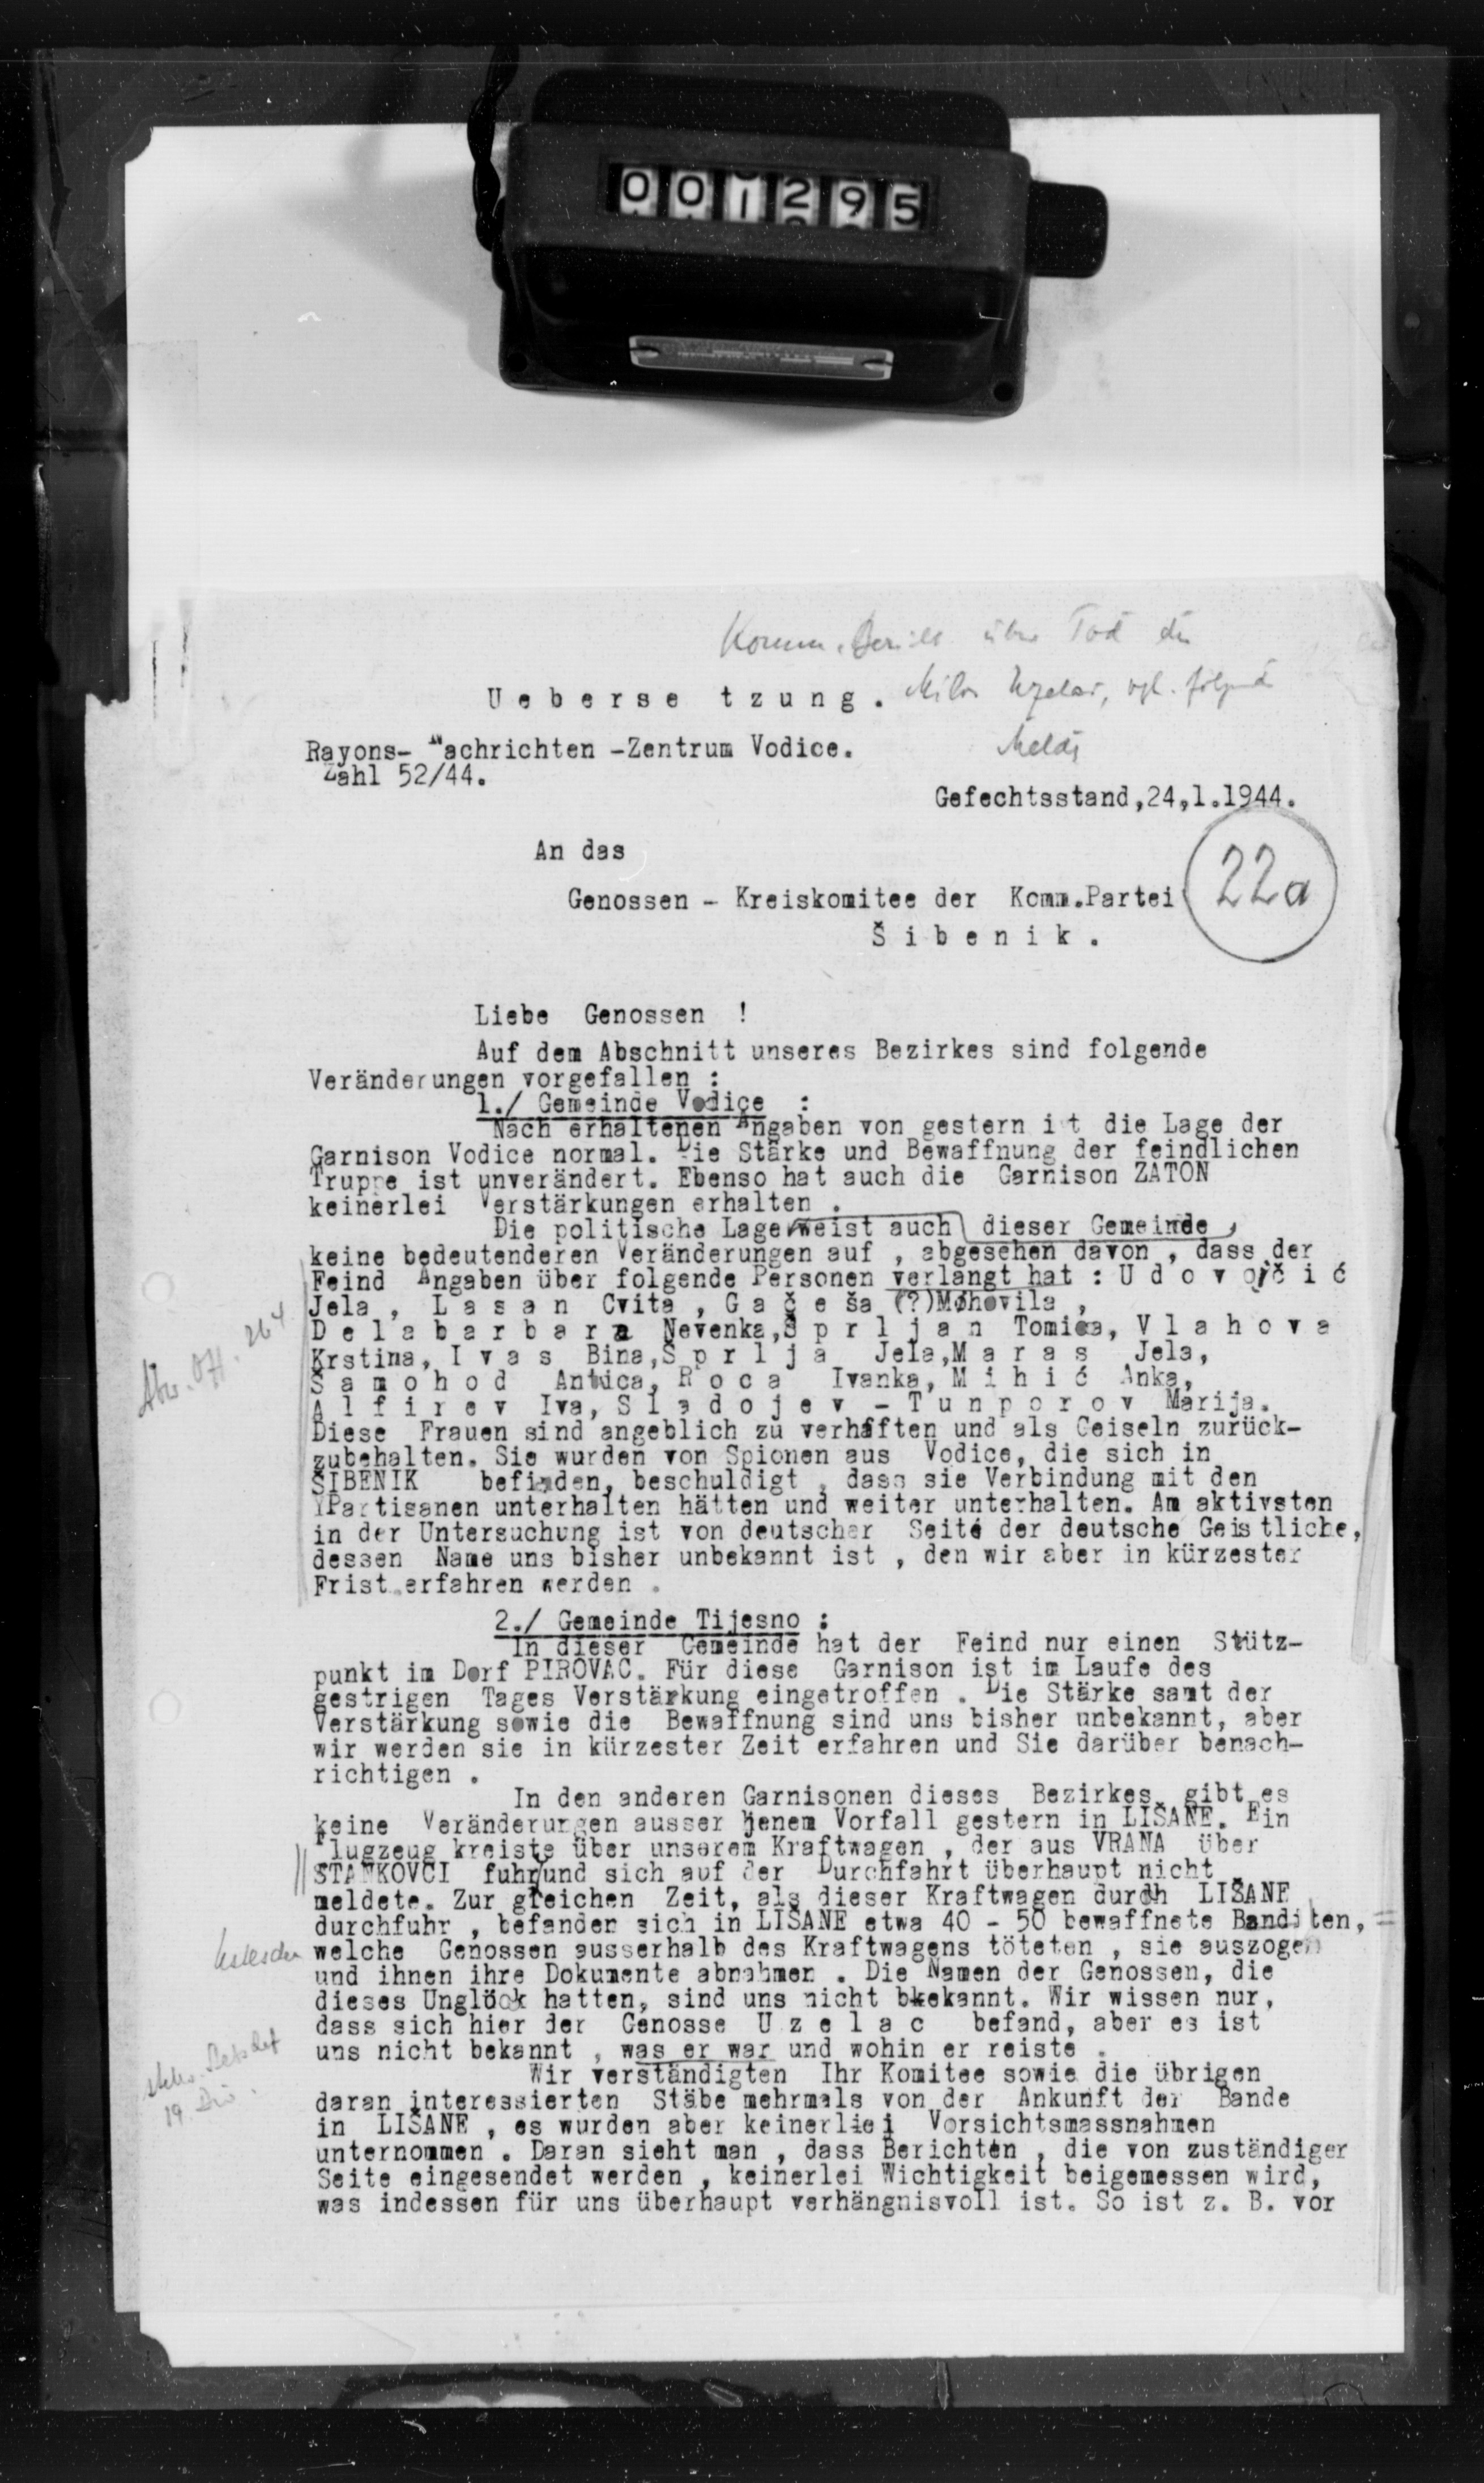 001295
Komm. Bericht über Tod des
Milos Uzelac, vgl. folgende
Meldg
Ueberse tzung.
Rayons- Nachrichten -Zentrum Vodice.
Zahl 52/44.
Gefechtsstand,24,1.1944.
22a
An das
Genossen - Kreiskomitee der Komm.Partei
Šibenik.
Liebe Genossen !
Auf dem Abschnitt unseres Bezirkes sind folgende
Veränderungen vorgefallen :
1./ Gemeinde Vodice :
Nach erhaltenen Angaben von gestern ist die Lage der
Garnison Vodice normal. Die Stärke und Bewaffnung der feindlichen
Truppe ist unverändert. Ebenso hat auch die Garnison ZATON
keinerlei Verstärkungen erhalten .
Die politische Lage weist auch dieser Gemeinde,
keine bedeutenderen Veränderungen auf , abgesehen davon , dass der
Feind Angaben über folgende Personen verlangt hat : Udovojčić
Jela , Lasan Cvita , Gačeša (?)Mohovila ,
Delabarbara Nevenka,Šprljan Tomica, Vlahova
Krstina, Ivas Bina,Šprlja Jela,Maras Jela,
Samohod Antica, Roca Ivanka, Mihić Anka,
Alfirev Iva, Sladojev - Tunporov Marija.
Diese Frauen sind angeblich zu verhaften und als Geiseln zurück-
zubehalten. Sie wurden von Spionen aus Vodice, die sich in
ŠIBENIK befinden, beschuldigt , dass sie Verbindung mit den
Partisanen unterhalten hätten und weiter unterhalten. Am aktivsten
in der Untersuchung ist von deutscher Seite der deutsche Geistliche,
dessen Name uns bisher unbekannt ist , den wir aber in kürzester
Frist erfahren werden .
2./ Gemeinde Tijesno :
In dieser Gemeinde hat der Feind nur einen Stütz-
punkt im Dorf PIROVAC. Für diese Garnison ist im Laufe des
gestrigen Tages Verstärkung eingetroffen . Die Stärke samt der
Verstärkung sowie die Bewaffnung sind uns bisher unbekannt, aber
wir werden sie in kürzester Zeit erfahren und Sie darüber benach-
richtigen .
In den anderen Garnisonen dieses Bezirkes gibt es
keine Veränderungen ausser jenem Vorfall gestern in LIŠANE. Ein
Flugzeug kreiste über unserem Kraftwagen , der aus VRANA über
STANKOVCI fuhr und sich auf der Durchfahrt überhaupt nicht
meldete. Zur gleichen Zeit, als dieser Kraftwagen durch LIŠANE
durchfuhr , befanden sich in LIŠANE etwa 40 - 50 bewaffnete Banditen,
welche Genossen ausserhalb des Kraftwagens töteten , sie auszogen
und ihnen ihre Dokumente abnahmen . Die Namen der Genossen, die
dieses Unglöck hatten, sind uns nicht bekannt. Wir wissen nur,
dass sich hier der Genosse Uzelac befand, aber es ist
uns nicht bekannt , was er war und wohin er reiste .
Wir verständigten Ihr Komitee sowie die übrigen
daran interessierten Stäbe mehrmals von der Ankunft der Bande
in LIŠANE , es wurden aber keinerliei Vorsichtsmassnahmen
unternommen . Daran sieht man , dass Berichten , die von zuständiger
Seite eingesendet werden , keinerlei Wichtigkeit beigemessen wird,
was indessen für uns überhaupt verhängnisvoll ist. So ist z. B. vor